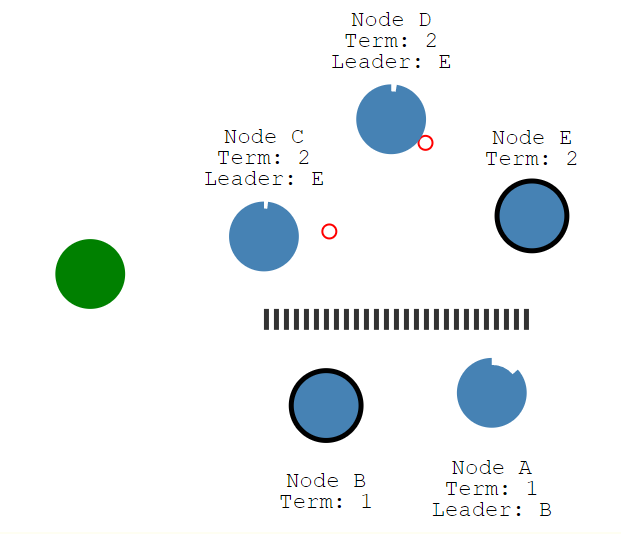 Node D
Term: 2
Leader: E
Node C
Term: 2
Leader: E
Node E
Term: 2
Node B
Term: 1
Node A
Term: 1
Leader: B